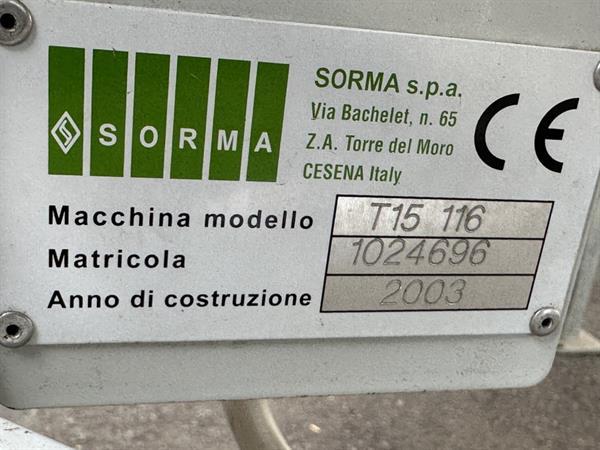 SORMA
SORMA s.p.a.
Via Bachelet, n. 65
Z.A. Torre del Moro
CESENA Italy
CE
Macchina modello T15 116
Matricola 1024696
Anno di costruzione 2003